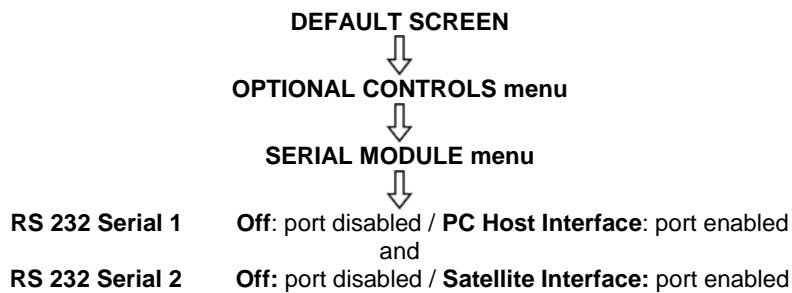 DEFAULT SCREEN
OPTIONAL CONTROLS menu
SERIAL MODULE menu
RS 232 Serial 1 Off: port disabled / PC Host Interface: port enabled
and
RS 232 Serial 2 Off: port disabled / Satellite Interface: port enabled